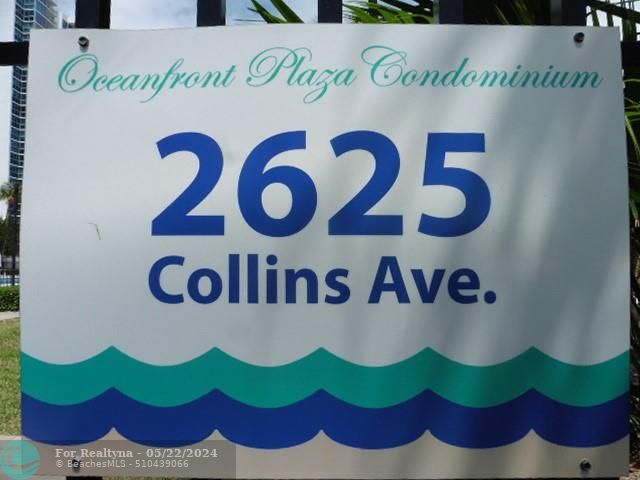 Oceanfront Plaza Condominium
2625
Collins Ave.
For Realtyna - 05/22/2024
© BeachesMLS - 510439066